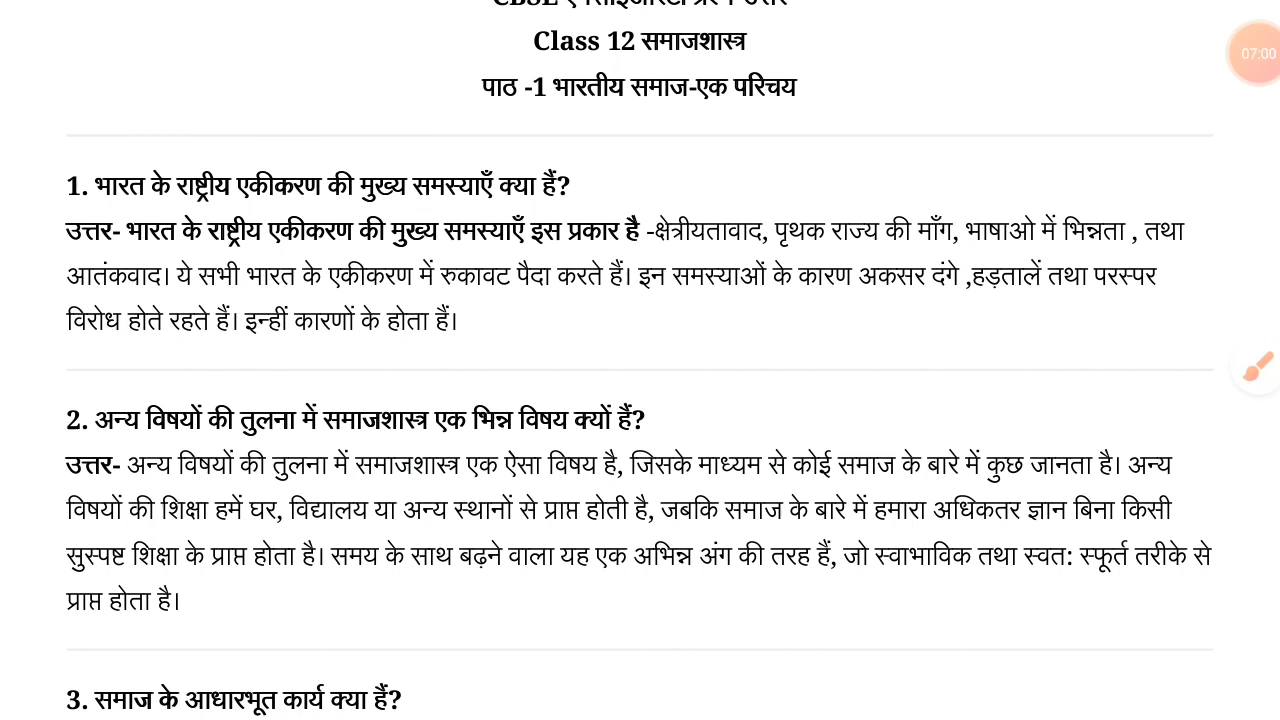 Class 12 समाजशास्त्र
07:00
पाठ -1 भारतीय समाज-एक परिचय
1. भारत के राष्ट्रीय एकीकरण की मुख्य समस्याएँ क्या हैं?
उत्तर- भारत के राष्ट्रीय एकीकरण की मुख्य समस्याएँ इस प्रकार है -क्षेत्रीयतावाद, पृथक राज्य की माँग, भाषाओ में भिन्नता , तथा
आतंकवाद। ये सभी भारत के एकीकरण में रुकावट पैदा करते हैं। इन समस्याओं के कारण अकसर दंगे ,हड़तालें तथा परस्पर
विरोध होते रहते हैं। इन्हीं कारणों के होता हैं।
2. अन्य विषयों की तुलना में समाजशास्त्र एक भिन्न विषय क्यों हैं?
उत्तर- अन्य विषयों की तुलना में समाजशास्त्र एक ऐसा विषय है, जिसके माध्यम से कोई समाज के बारे में कुछ जानता है। अन्य
विषयों की शिक्षा हमें घर, विद्यालय या अन्य स्थानों से प्राप्त होती है, जबकि समाज के बारे में हमारा अधिकतर ज्ञान बिना किसी
सुस्पष्ट शिक्षा के प्राप्त होता है। समय के साथ बढ़ने वाला यह एक अभिन्न अंग की तरह हैं, जो स्वाभाविक तथा स्वत: स्फूर्त तरीके से
प्राप्त होता है।
3. समाज के आधारभूत कार्य क्या हैं?